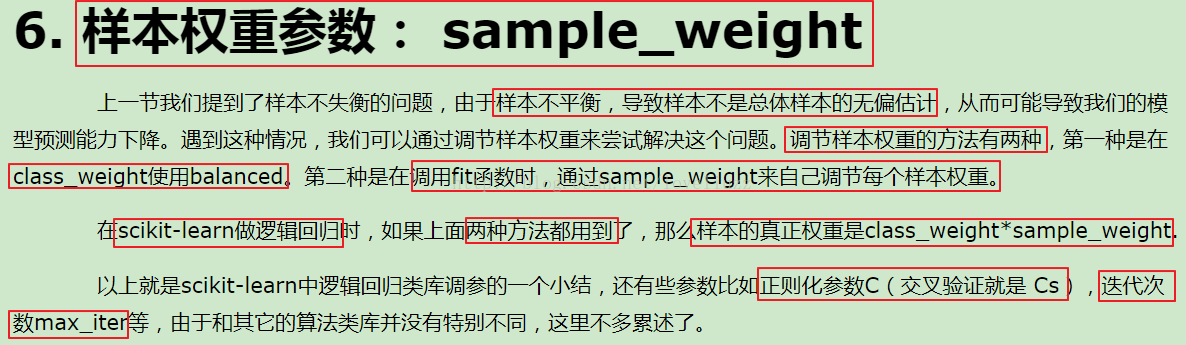 6. 样本权重参数： sample_weight
上一节我们提到了样本不失衡的问题，由于样本不平衡，导致样本不是总体样本的无偏估计，从而可能导致我们的模
型预测能力下降。遇到这种情况，我们可以通过调节样本权重来尝试解决这个问题。调节样本权重的方法有两种，第一种是在
class_weight使用balanced。第二种是在调用fit函数时，通过sample_weight来自己调节每个样本权重。
在scikit-learn做逻辑回归时，如果上面两种方法都用到了，那么样本的真正权重是class_weight*sample_weight.
以上就是scikit-learn中逻辑回归类库调参的一个小结，还有些参数比如正则化参数C（交叉验证就是 Cs），迭代次
数max_iter等，由于和其它的算法类库并没有特别不同，这里不多累述了。